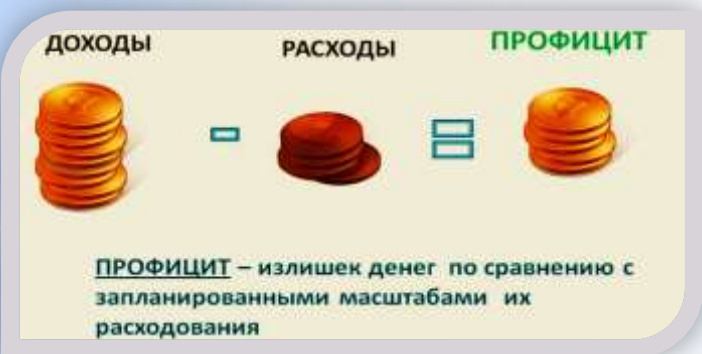 ДОХОДЫ
РАСХОДЫ
ПРОФИЦИТ
- =
ПРОФИЦИТ – излишек денег по сравнению с
запланированными масштабами их
расходования